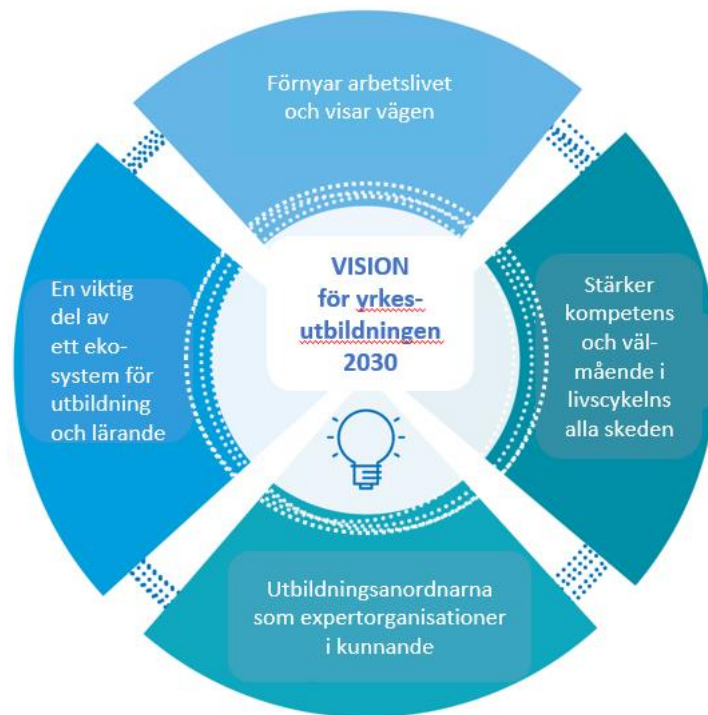 Förnyar arbetslivet
och visar vägen
VISION
för yrkes-
utbildningen
2030
En viktig
del av
ett eko-
system för
utbildning
och lärande
Stärker
kompetens
och väl-
mående i
livscykelns
alla skeden
Utbildningsanordnarna
som expertorganisationer
i kunnande